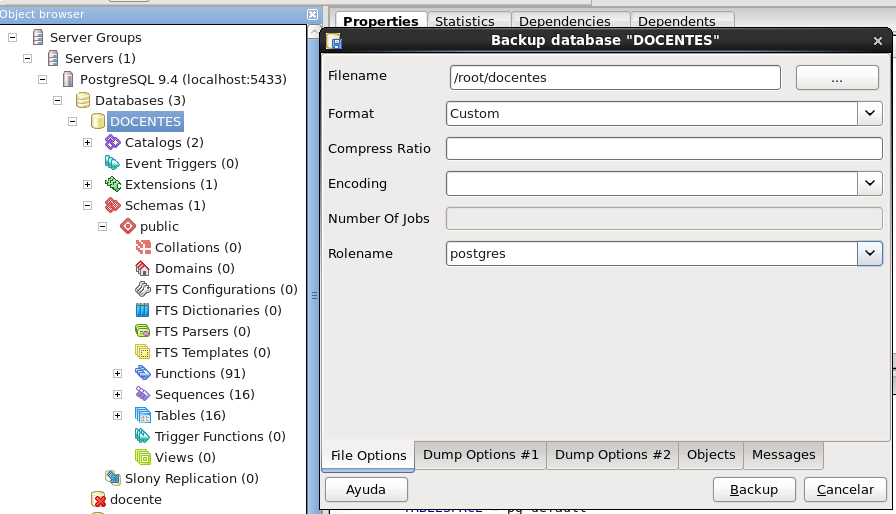 Object browser
Server Groups
Servers (1)
PostgreSQL 9.4 (localhost:5433)
Databases (3)
DOCENTES
Catalogs (2)
Event Triggers (0)
Extensions (1)
Schemas (1)
public
Collations (0)
Domains (0)
FTS Configurations (0)
FTS Dictionaries (0)
FTS Parsers (0)
FTS Templates (0)
Functions (91)
Sequences (16)
Tables (16)
Trigger Functions (0)
Views (0)
Slony Replication (0)
docente
Properties Statistics Dependencies Dependents
Backup database "DOCENTES"
Filename /root/docentes ...
Format Custom
Compress Ratio
Encoding
Number Of Jobs
Rolename postgres
File Options Dump Options #1 Dump Options #2 Objects Messages
Ayuda Backup Cancelar
TABLESPACE = pg_default